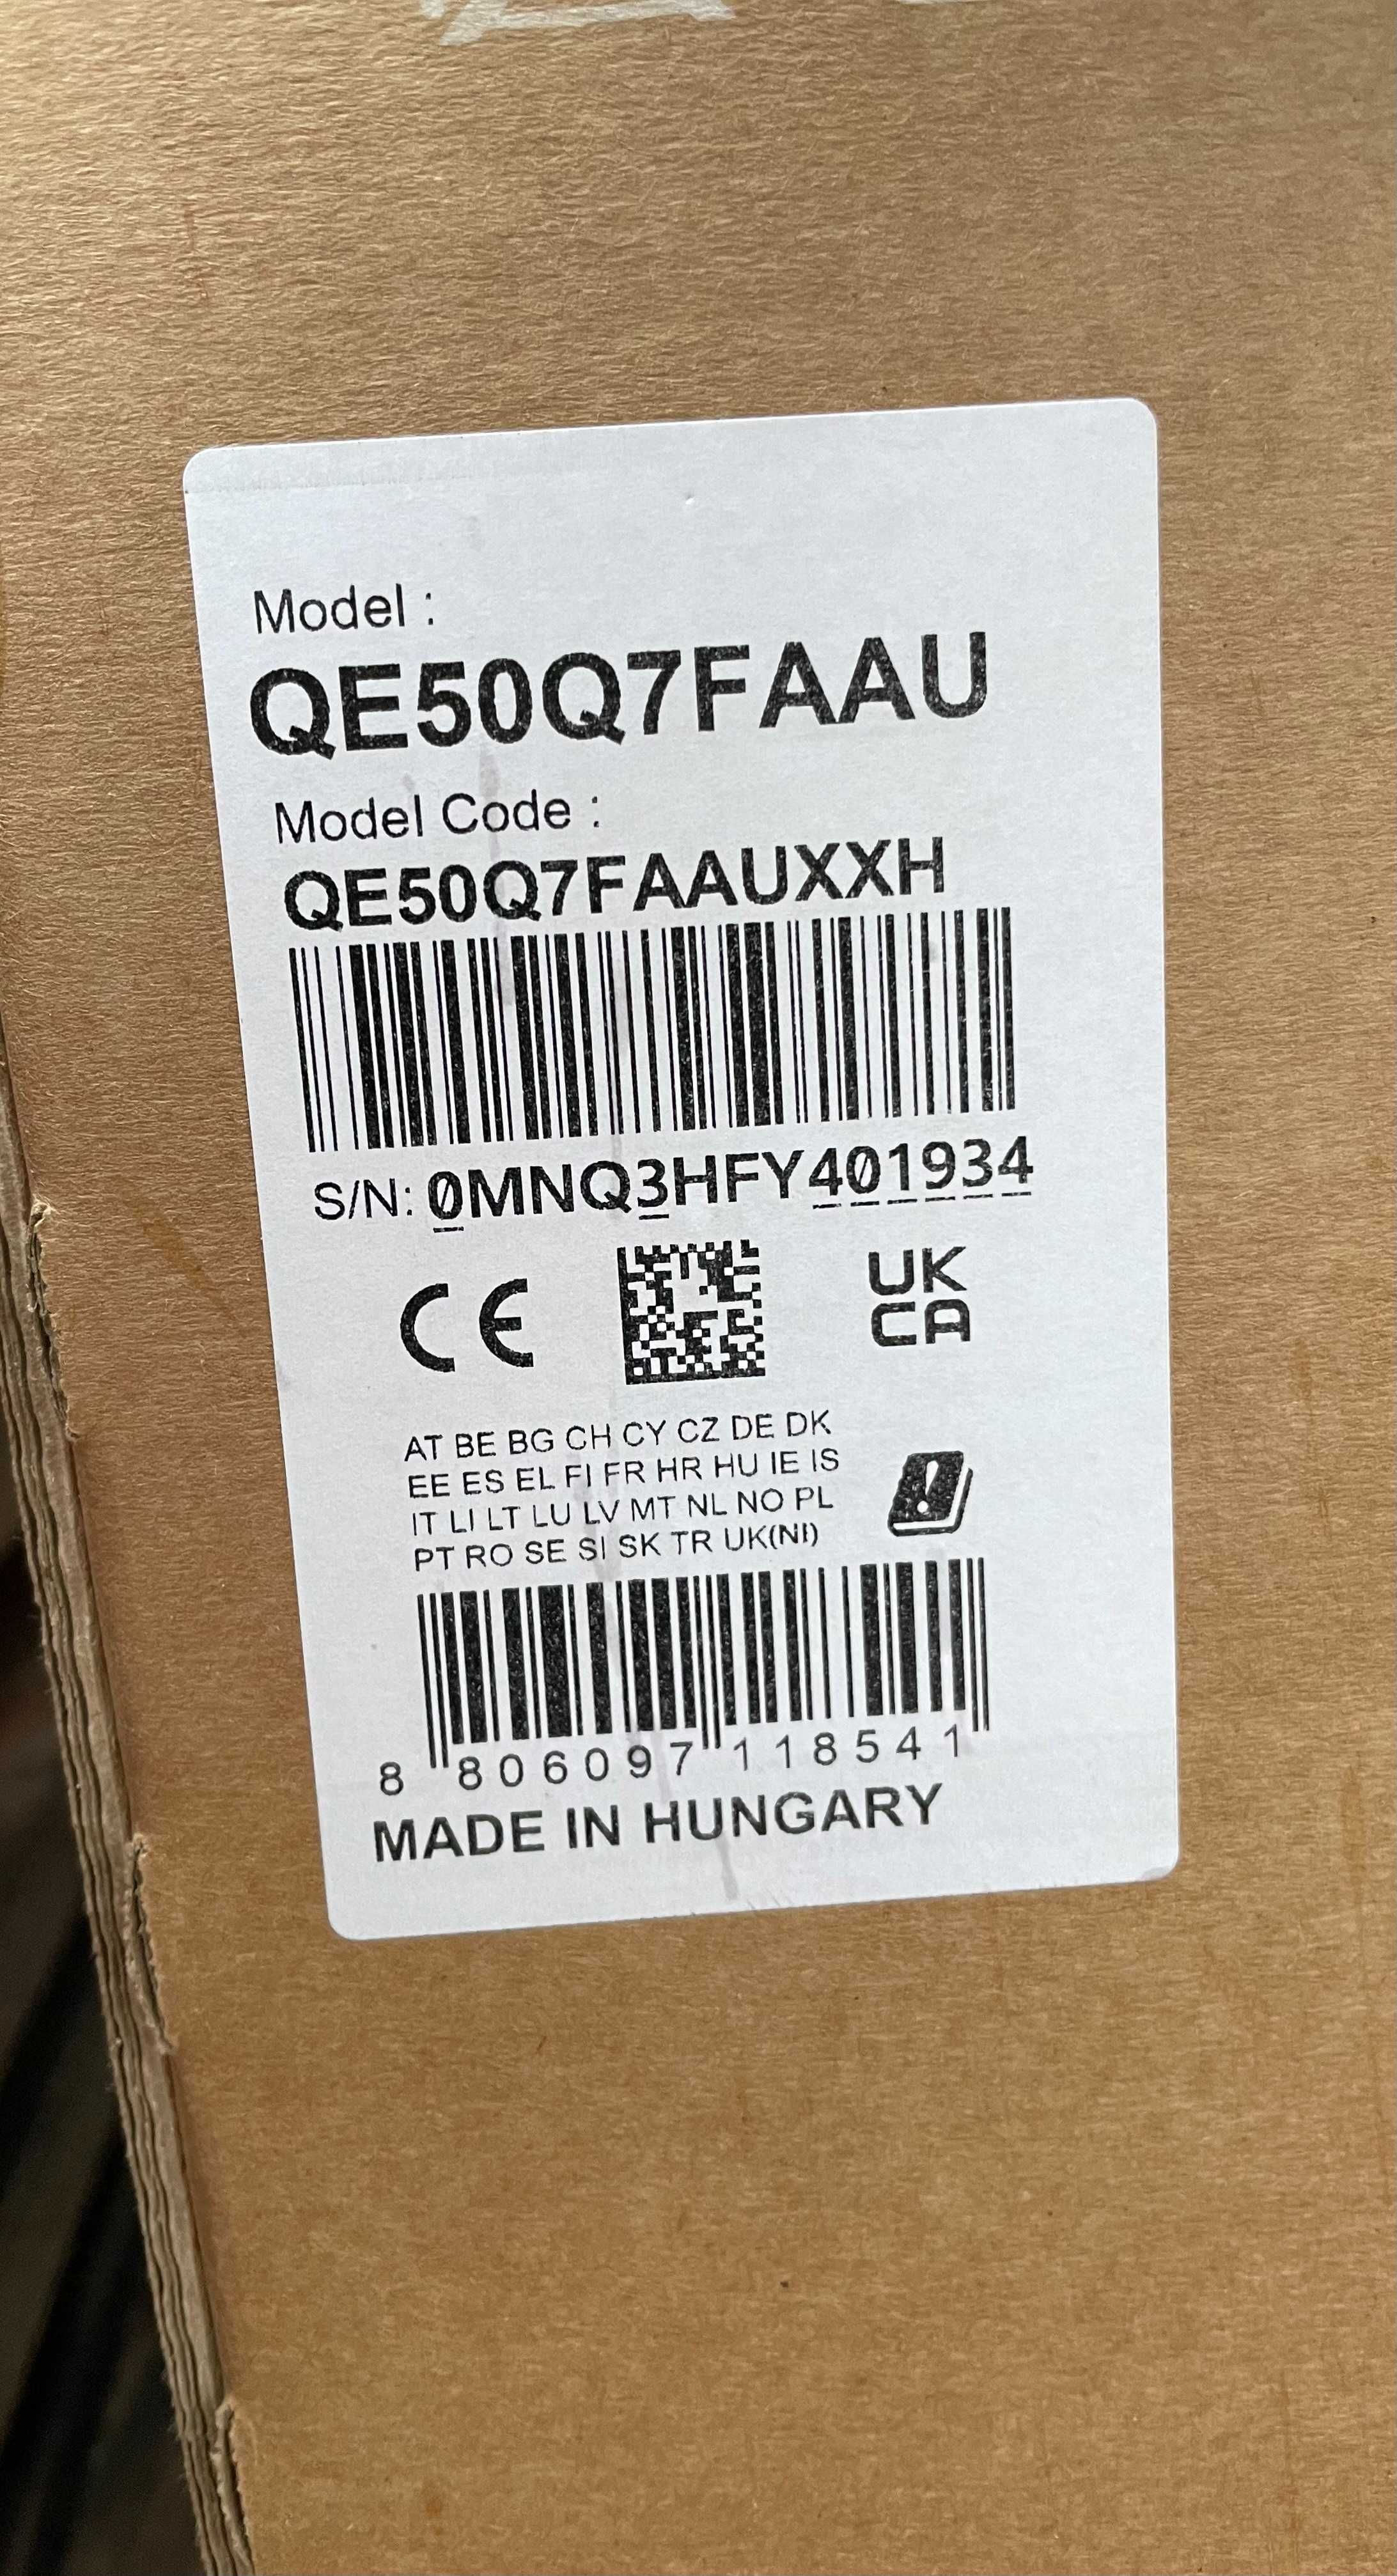 Model :
QE50Q7FAAU
Model Code :
QE50Q7FAAUXXH
S/N: 0MNQ3HFY401934
CE
UK
CA
AT BE BG CH CY CZ DE DK
EE ES EL FI FR HR HU IE IS
IT LI LT LU LV MT NL NO PL
PT RO SE SI SK TR UK(NI)
8 806097 118541
MADE IN HUNGARY